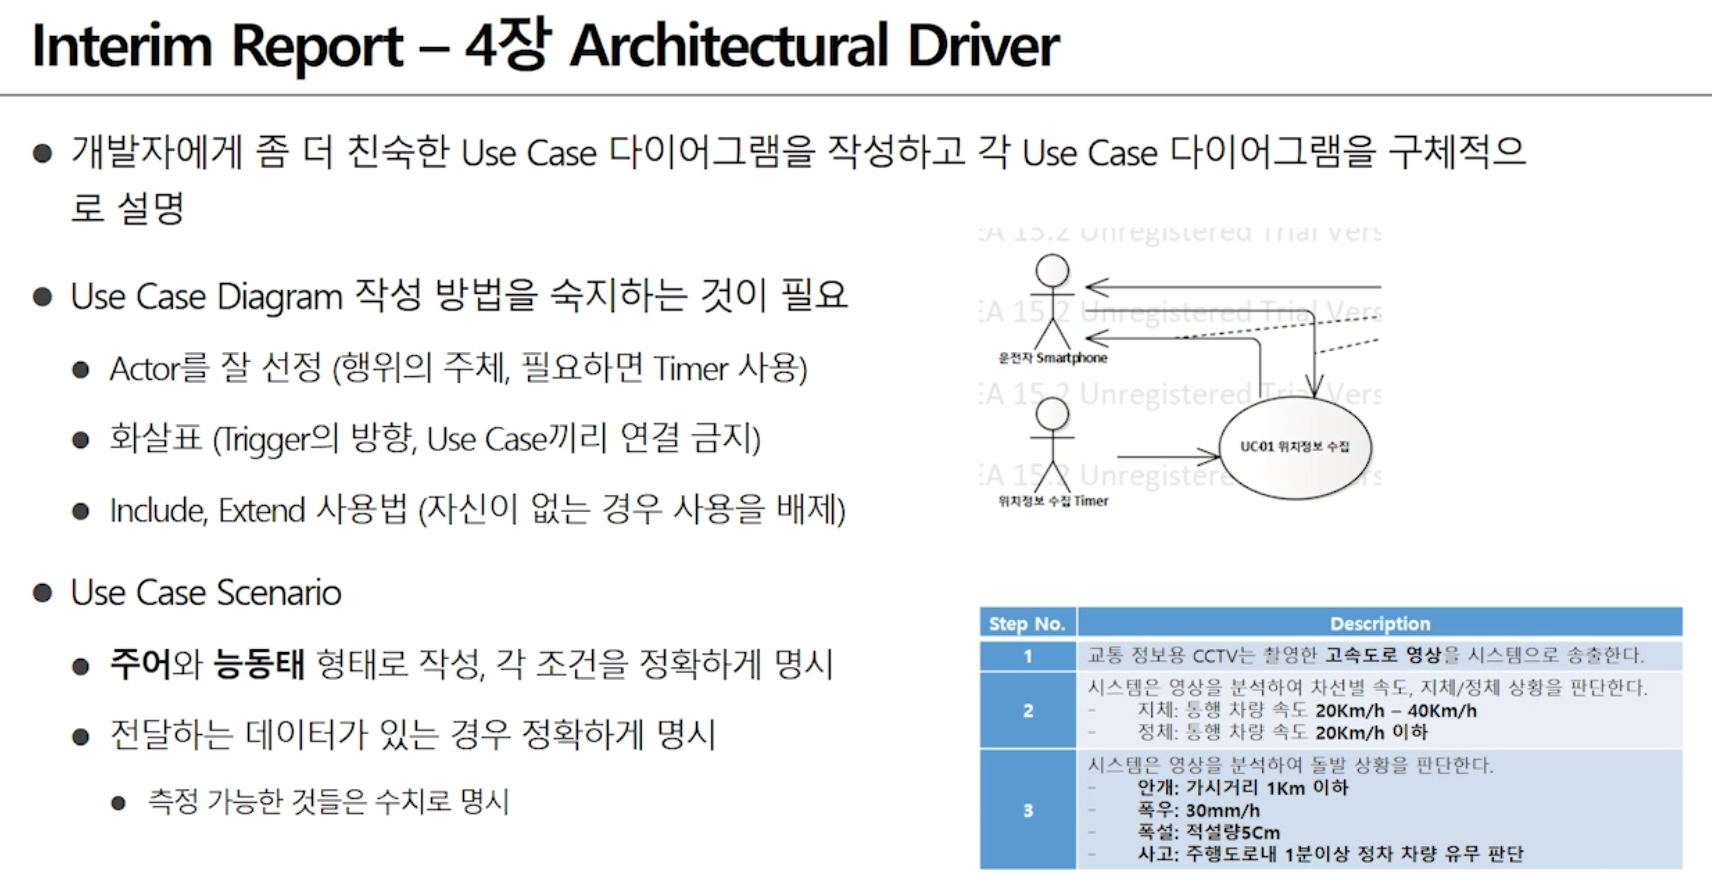 Interim Report – 4장 Architectural Driver
● 개발자에게 좀 더 친숙한 Use Case 다이어그램을 작성하고 각 Use Case 다이어그램을 구체적으
로 설명
● Use Case Diagram 작성 방법을 숙지하는 것이 필요
● Actor를 잘 선정 (행위의 주체, 필요하면 Timer 사용)
● 화살표 (Trigger의 방향, Use Case끼리 연결 금지)
● Include, Extend 사용법 (자신이 없는 경우 사용을 배제)
● Use Case Scenario
● 주어와 능동태 형태로 작성, 각 조건을 정확하게 명시
● 전달하는 데이터가 있는 경우 정확하게 명시
● 측정 가능한 것들은 수치로 명시
EA 15.2 Unregistered Trial Vers
EA 15.2 Unregistered Trial Vers
운전자 Smartphone
EA 15.2 Unregistered Trial Vers
UC-01 위치정보 수집
EA 15.2 Unregistere
위치정보 수집 Timer
Step No. Description
1 교통 정보용 CCTV는 촬영한 고속도로 영상을 시스템으로 송출한다.
2 시스템은 영상을 분석하여 차선별 속도, 지체/정체 상황을 판단한다.
– 지체: 통행 차량 속도 20Km/h – 40Km/h
– 정체: 통행 차량 속도 20Km/h 이하
3 시스템은 영상을 분석하여 돌발 상황을 판단한다.
– 안개: 가시거리 1Km 이하
– 폭우: 30mm/h
– 폭설: 적설량5Cm
– 사고: 주행도로내 1분이상 정차 차량 유무 판단